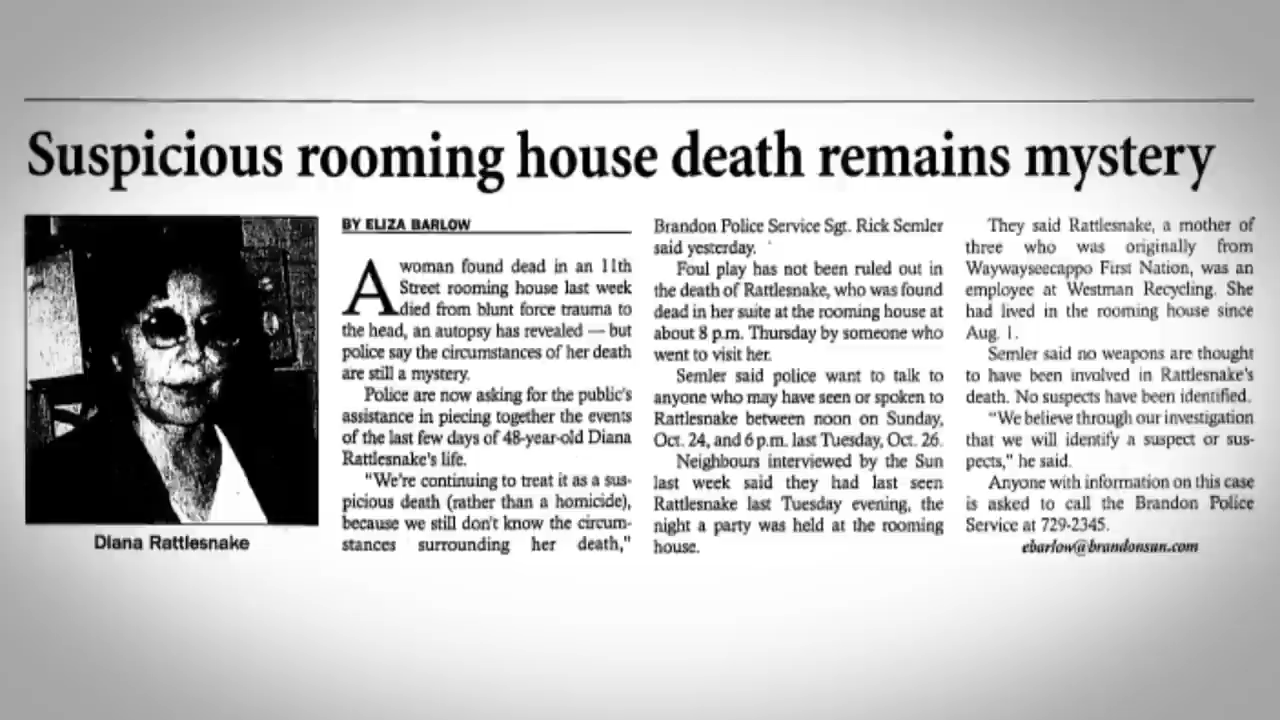 Suspicious rooming house death remains mystery
BY ELIZA BARLOW
A woman found dead in an 11th
Street rooming house last week
died from blunt force trauma to
the head, an autopsy has revealed — but
police say the circumstances of her death
are still a mystery.
Police are now asking for the public's
assistance in piecing together the events
of the last few days of 48-year-old Diana
Rattlesnake's life.
"We're continuing to treat it as a sus-
picious death (rather than a homicide),
because we still don't know the circum-
stances surrounding her death,"
Brandon Police Service Sgt. Rick Semler
said yesterday.
Foul play has not been ruled out in
the death of Rattlesnake, who was found
dead in her suite at the rooming house at
about 8 p.m. Thursday by someone who
went to visit her.
Semler said police want to talk to
anyone who may have seen or spoken to
Rattlesnake between noon on Sunday,
Oct. 24, and 6 p.m. last Tuesday, Oct. 26.
Neighbours interviewed by the Sun
last week said they had last seen
Rattlesnake last Tuesday evening, the
night a party was held at the rooming
house.
They said Rattlesnake, a mother of
three who was originally from
Waywayseecappo First Nation, was an
employee at Westman Recycling. She
had lived in the rooming house since
Aug. 1.
Semler said no weapons are thought
to have been involved in Rattlesnake's
death. No suspects have been identified.
"We believe through our investigation
that we will identify a suspect or sus-
pects," he said.
Anyone with information on this case
is asked to call the Brandon Police
Service at 729-2345.
ebarlow@brandonsun.com
Diana Rattlesnake